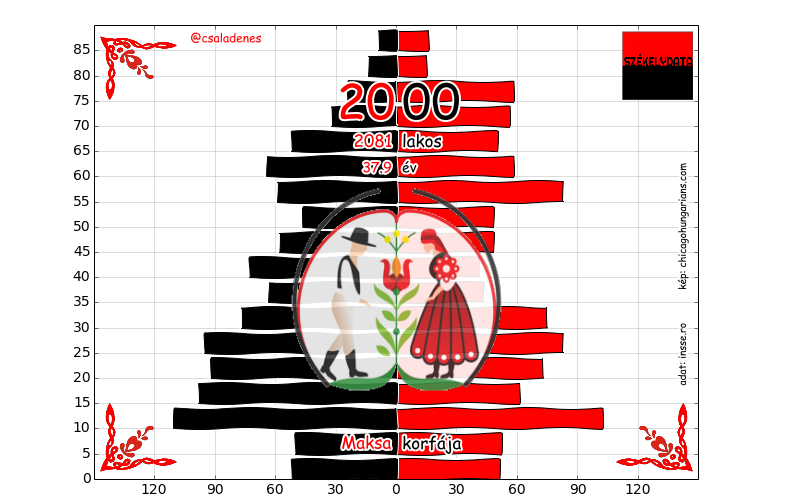 @csaladenes
SZÉKELYDATA
2000
2081 lakos
37.9 év
Maksa korfája
kép: chicagohungarians.com
adat: insse.ro
85
80
75
70
65
60
55
50
45
40
35
30
25
20
15
10
5
0
120 90 60 30 0 30 60 90 120